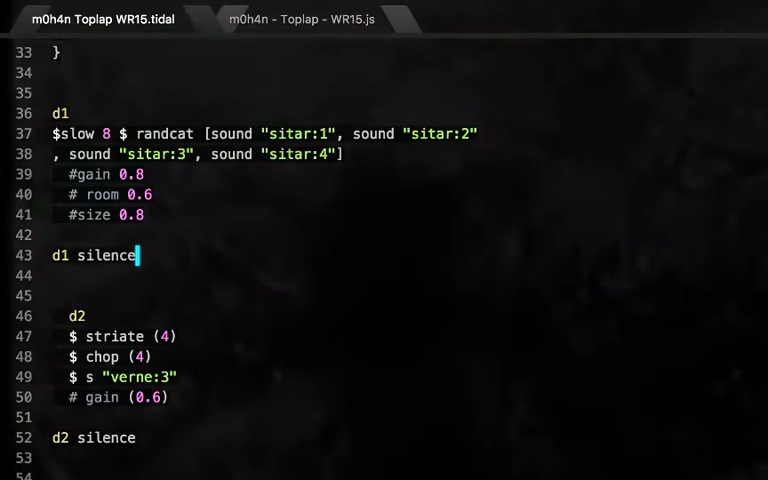 m0h4n Toplap WR15.tidal
m0h4n - Toplap - WR15.js
33 }
34
35
36 d1
37 $slow 8 $ randcat [sound "sitar:1", sound "sitar:2"
38 , sound "sitar:3", sound "sitar:4"]
39 #gain 0.8
40 # room 0.6
41 #size 0.8
42
43 d1 silence
44
45
46 d2
47 $ striate (4)
48 $ chop (4)
49 $ s "verne:3"
50 # gain (0.6)
51
52 d2 silence
53
54